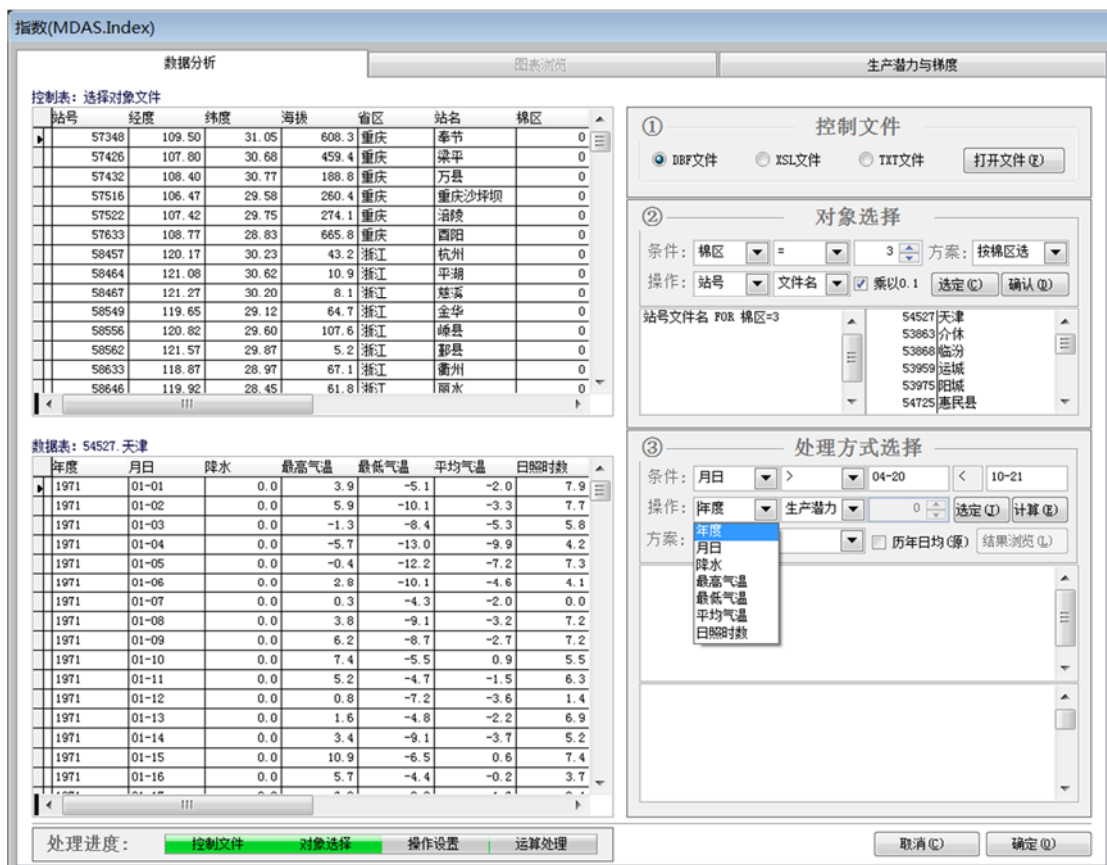 指数(MDAS.Index)
数据分析 图表浏览 生产潜力与梯度
控制表：选择对象文件
站号 经度 纬度 海拔 省区 站名 棉区
57348 109.50 31.05 608.3 重庆 奉节 0
57426 107.80 30.68 459.4 重庆 梁平 0
57432 108.40 30.77 188.8 重庆 万县 0
57516 106.47 29.58 260.4 重庆 重庆沙坪坝 0
57522 107.42 29.75 274.1 重庆 涪陵 0
57633 108.77 28.83 665.8 重庆 酉阳 0
58457 120.17 30.23 43.2 浙江 杭州 0
58464 121.08 30.62 10.9 浙江 平湖 0
58467 121.27 30.20 8.1 浙江 慈溪 0
58549 119.65 29.12 64.7 浙江 金华 0
58556 120.82 29.60 107.6 浙江 嵊县 0
58562 121.57 29.87 5.2 浙江 鄞县 0
58633 118.87 28.97 67.1 浙江 衢州 0
58646 119.92 28.45 61.8 浙江 丽水 0
数据表：54527.天津
年度 月日 降水 最高气温 最低气温 平均气温 日照时数
1971 01-01 0.0 3.9 -5.1 -2.0 7.9
1971 01-02 0.0 5.9 -10.1 -3.3 7.7
1971 01-03 0.0 -1.3 -8.4 -5.3 5.8
1971 01-04 0.0 -5.7 -13.0 -9.9 4.2
1971 01-05 0.0 -0.4 -12.2 -7.2 7.3
1971 01-06 0.0 2.8 -10.1 -4.6 4.1
1971 01-07 0.0 0.3 -4.3 -2.0 0.0
1971 01-08 0.0 3.8 -9.1 -3.2 7.2
1971 01-09 0.0 6.2 -8.7 -2.7 7.2
1971 01-10 0.0 7.4 -5.5 0.9 5.5
1971 01-11 0.0 5.2 -4.7 -1.5 6.3
1971 01-12 0.0 0.8 -7.2 -3.6 1.4
1971 01-13 0.0 1.6 -4.8 -2.2 6.9
1971 01-14 0.0 3.4 -9.1 -3.7 5.2
1971 01-15 0.0 10.9 -6.5 0.6 7.4
1971 01-16 0.0 5.7 -4.4 -0.2 3.7
处理进度： 控制文件 对象选择 操作设置 运算处理
① 控制文件
DBF文件 XSL文件 TXT文件 打开文件(F)
② 对象选择
条件：棉区 = 3 方案：按棉区选
操作：站号 文件名 乘以0.1 选定(C) 确认(D)
站号文件名 FOR 棉区=3
54527 天津
53863 介休
53868 临汾
53959 运城
53975 阳城
54725 惠民县
③ 处理方式选择
条件：月日 > 04-20 < 10-21
操作：年度 生产潜力 0 选定(T) 计算(E)
方案： 历年日均(源) 结果浏览(L)
年度
月日
降水
最高气温
最低气温
平均气温
日照时数
取消(C) 确定(O)